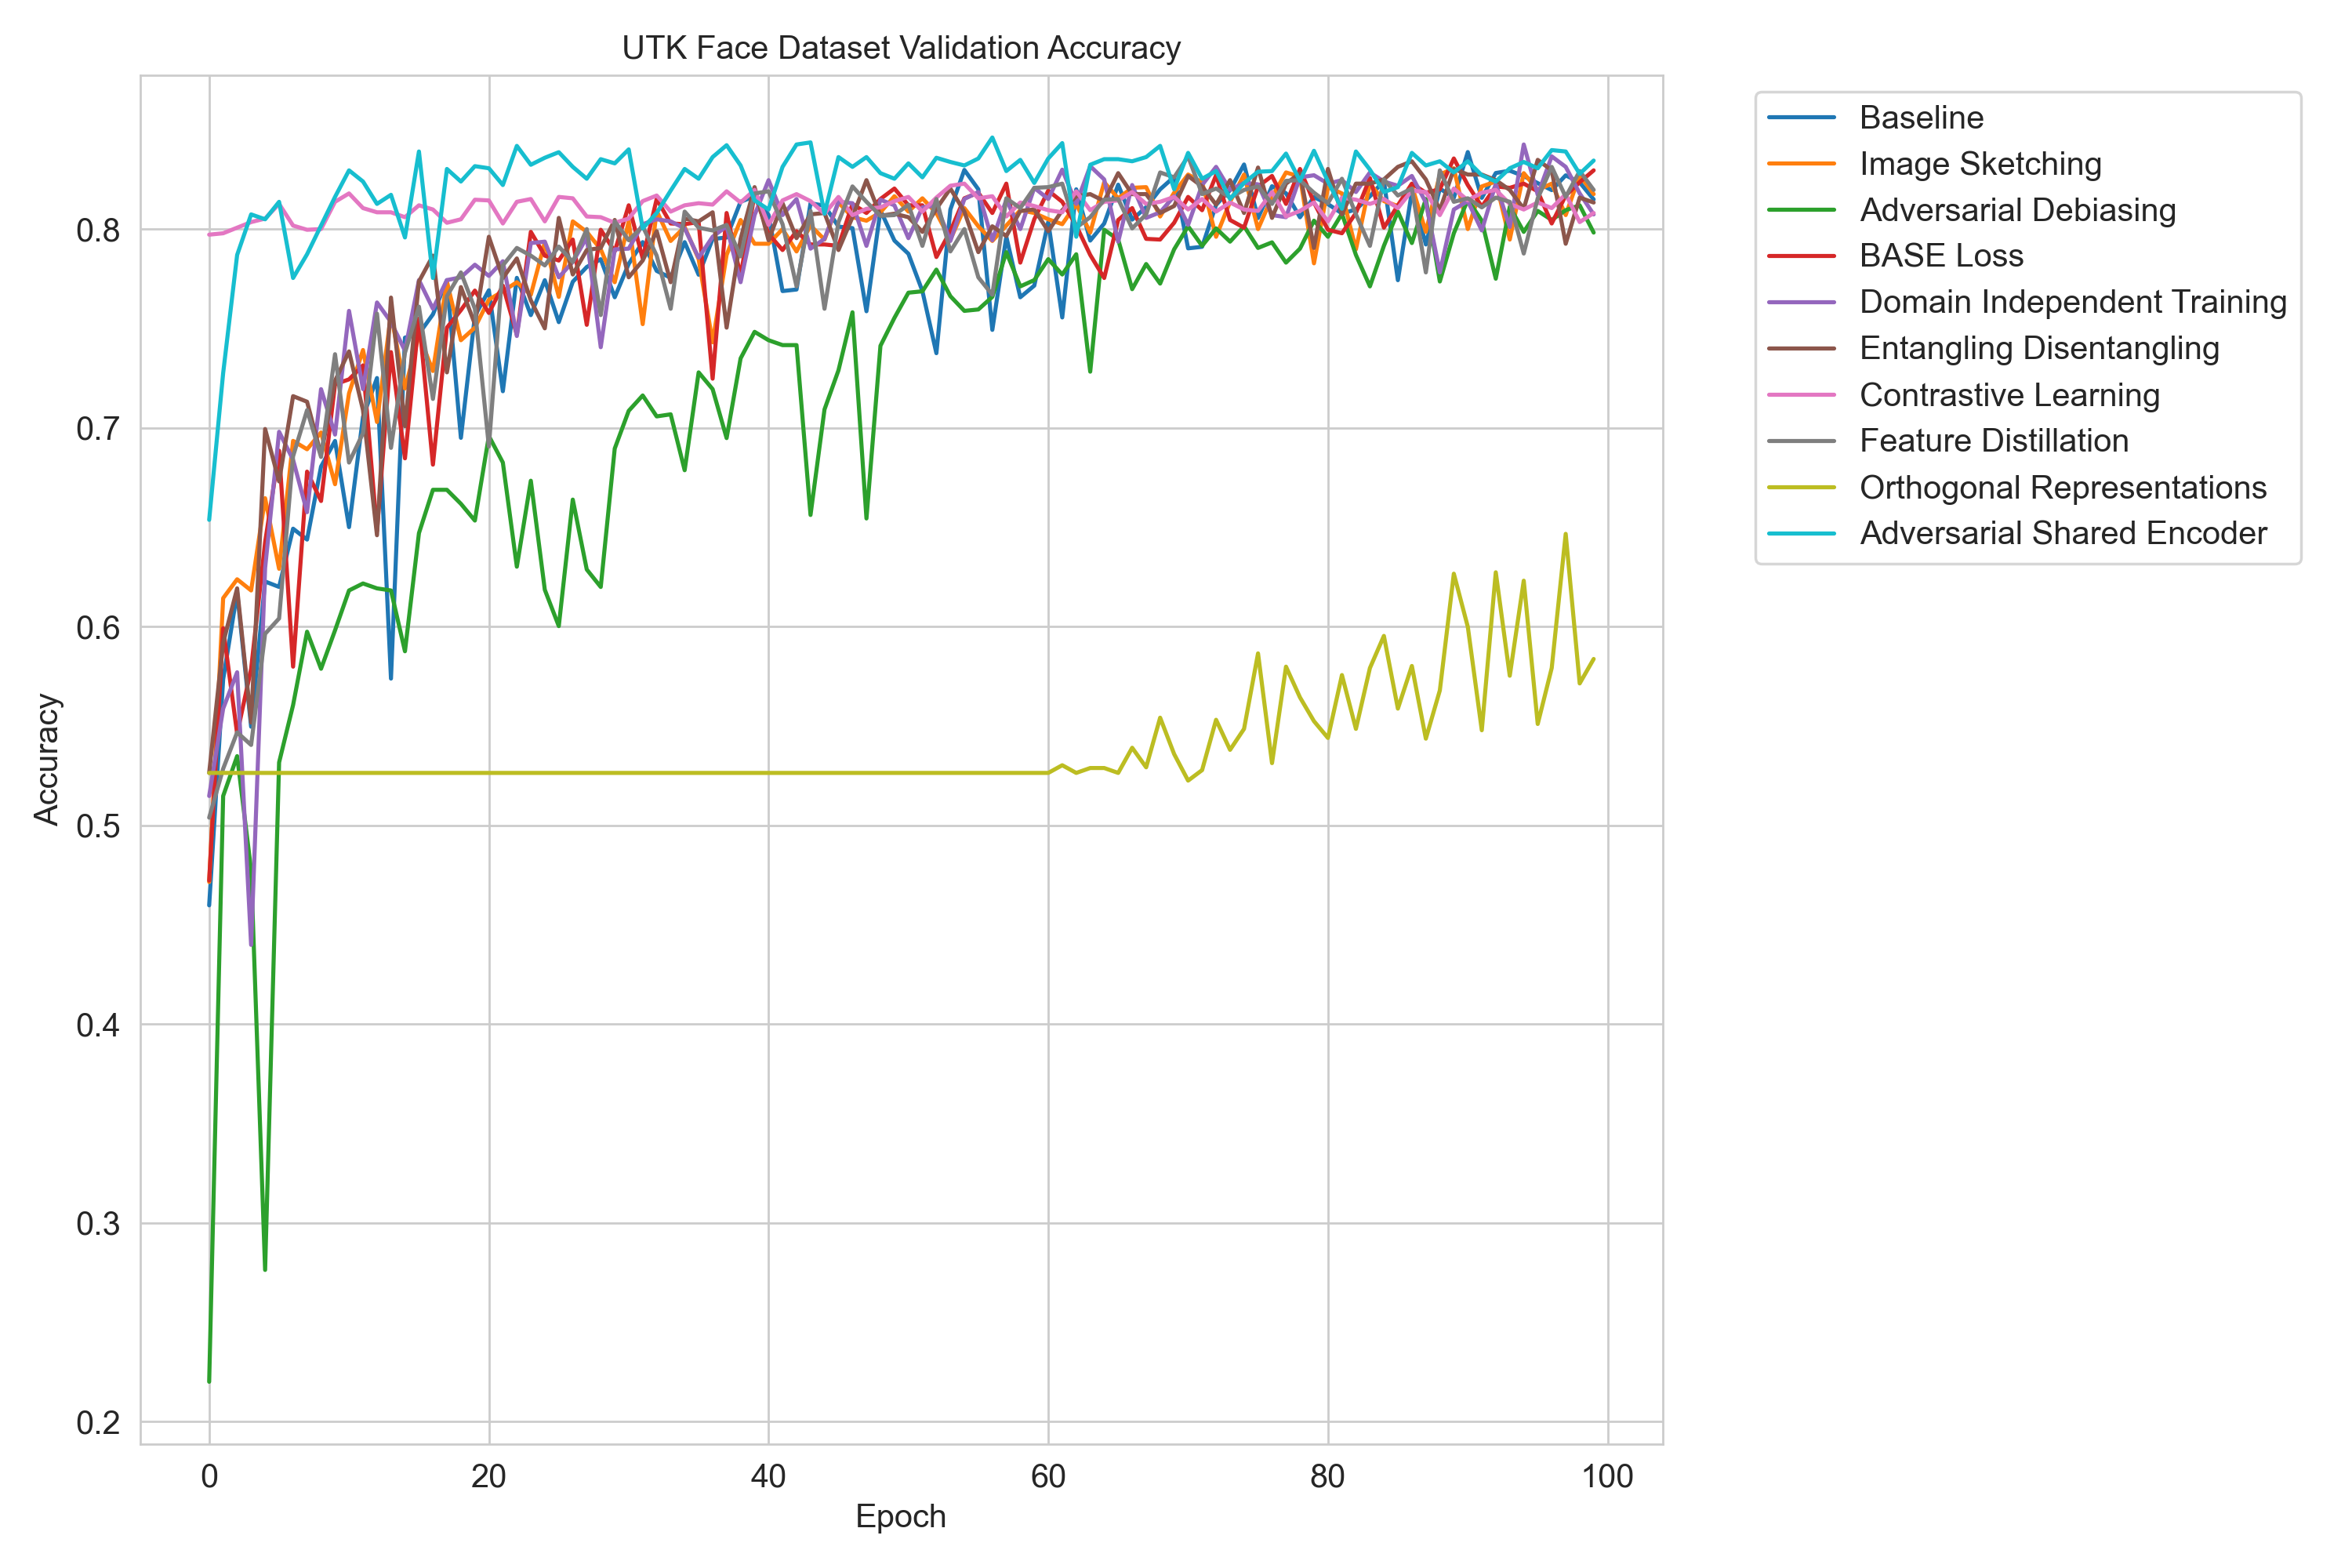 UTK Face Dataset Validation Accuracy
Baseline
Image Sketching
Adversarial Debiasing
BASE Loss
Domain Independent Training
Entangling Disentangling
Contrastive Learning
Feature Distillation
Orthogonal Representations
Adversarial Shared Encoder
Accuracy
0.8
0.7
0.6
0.5
0.4
0.3
0.2
0 20 40 60 80 100
Epoch